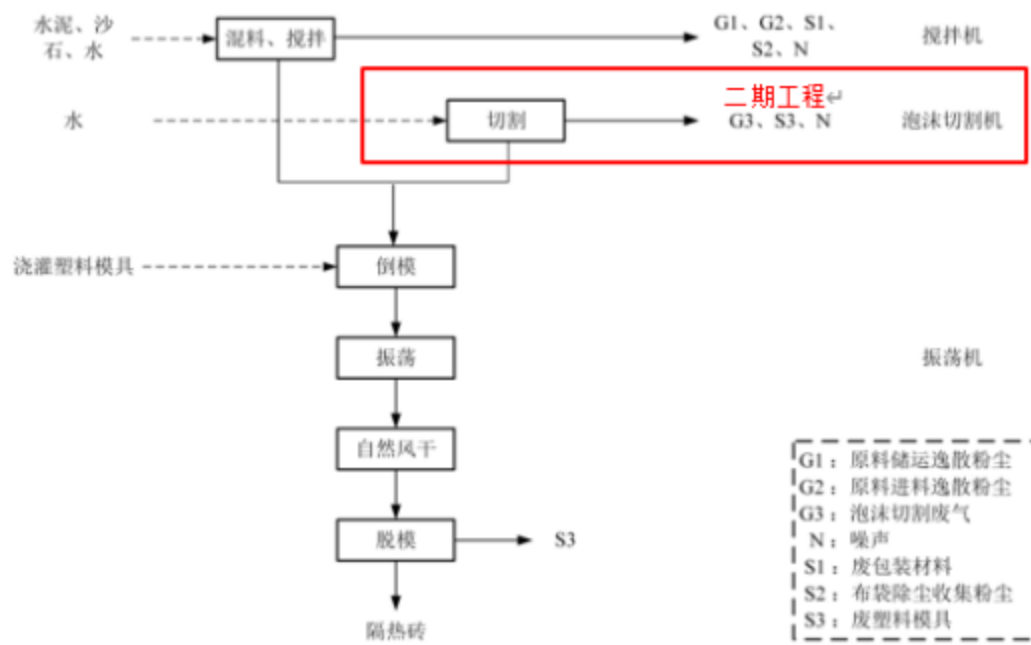 水泥、沙
石、水
混料、搅拌
G1、G2、S1、
S2、N
搅拌机
二期工程
水
切割
G3、S3、N
泡沫切割机
浇灌塑料模具
倒模
振荡
振荡机
自然风干
脱模
S3
隔热砖
G1：原料储运逸散粉尘
G2：原料进料逸散粉尘
G3：泡沫切割废气
N：噪声
S1：废包装材料
S2：布袋除尘收集粉尘
S3：废塑料模具